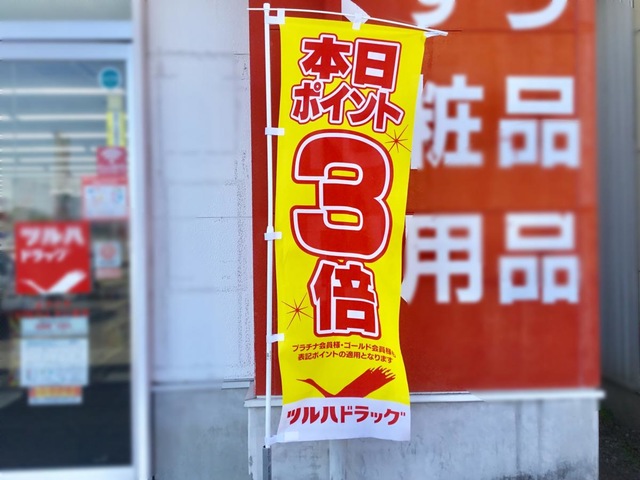 本日
ポイント
3
倍
プラチナ会員様・ゴールド会員様も
表記ポイントの適用となります
ツルハドラッグ
粧品
用品
ツルハ
ドラッグ